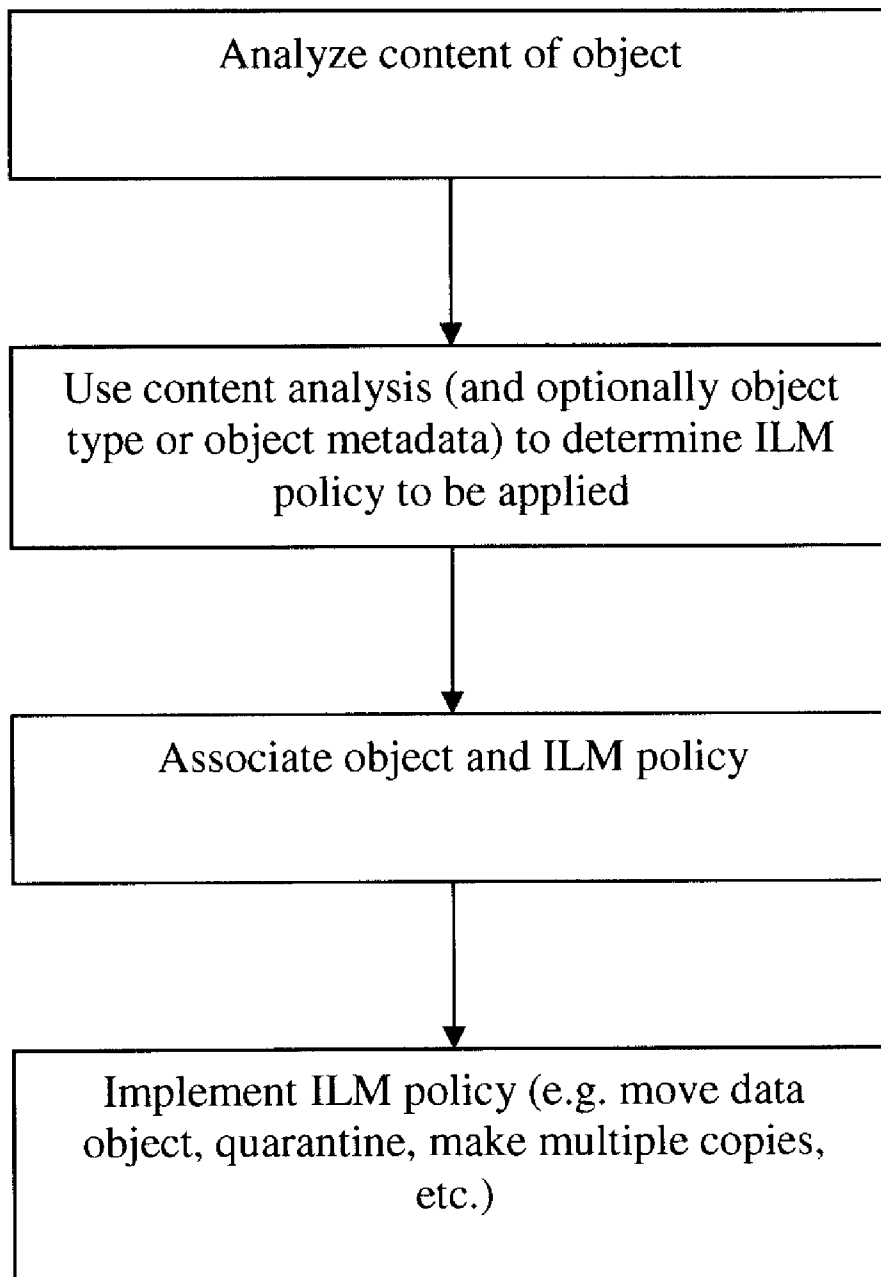 Analyze content of object
Use content analysis (and optionally object
type or object metadata) to determine ILM
policy to be applied
Associate object and ILM policy
Implement ILM policy (e.g. move data
object, quarantine, make multiple copies,
etc.)